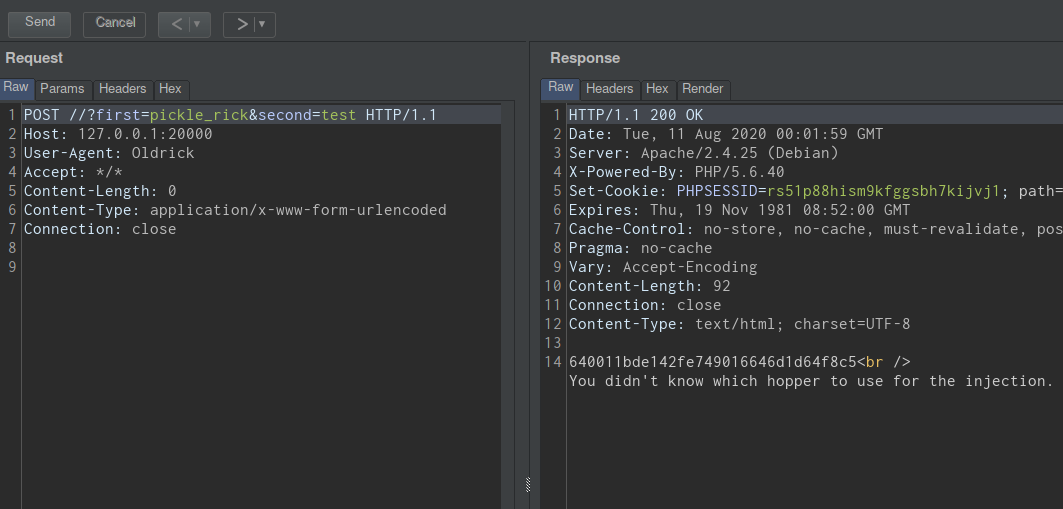 Send Cancel < > 
Request
Raw Params Headers Hex
1 POST //?first=pickle_rick&second=test HTTP/1.1
2 Host: 127.0.0.1:20000
3 User-Agent: Oldrick
4 Accept: */*
5 Content-Length: 0
6 Content-Type: application/x-www-form-urlencoded
7 Connection: close
8
9
Response
Raw Headers Hex Render
1 HTTP/1.1 200 OK
2 Date: Tue, 11 Aug 2020 00:01:59 GMT
3 Server: Apache/2.4.25 (Debian)
4 X-Powered-By: PHP/5.6.40
5 Set-Cookie: PHPSESSID=rs51p88hism9kfggsbh7kijvj1; path=
6 Expires: Thu, 19 Nov 1981 08:52:00 GMT
7 Cache-Control: no-store, no-cache, must-revalidate, pos
8 Pragma: no-cache
9 Vary: Accept-Encoding
10 Content-Length: 92
11 Connection: close
12 Content-Type: text/html; charset=UTF-8
13
14 640011bde142fe749016646d1d64f8c5<br />
You didn't know which hopper to use for the injection.